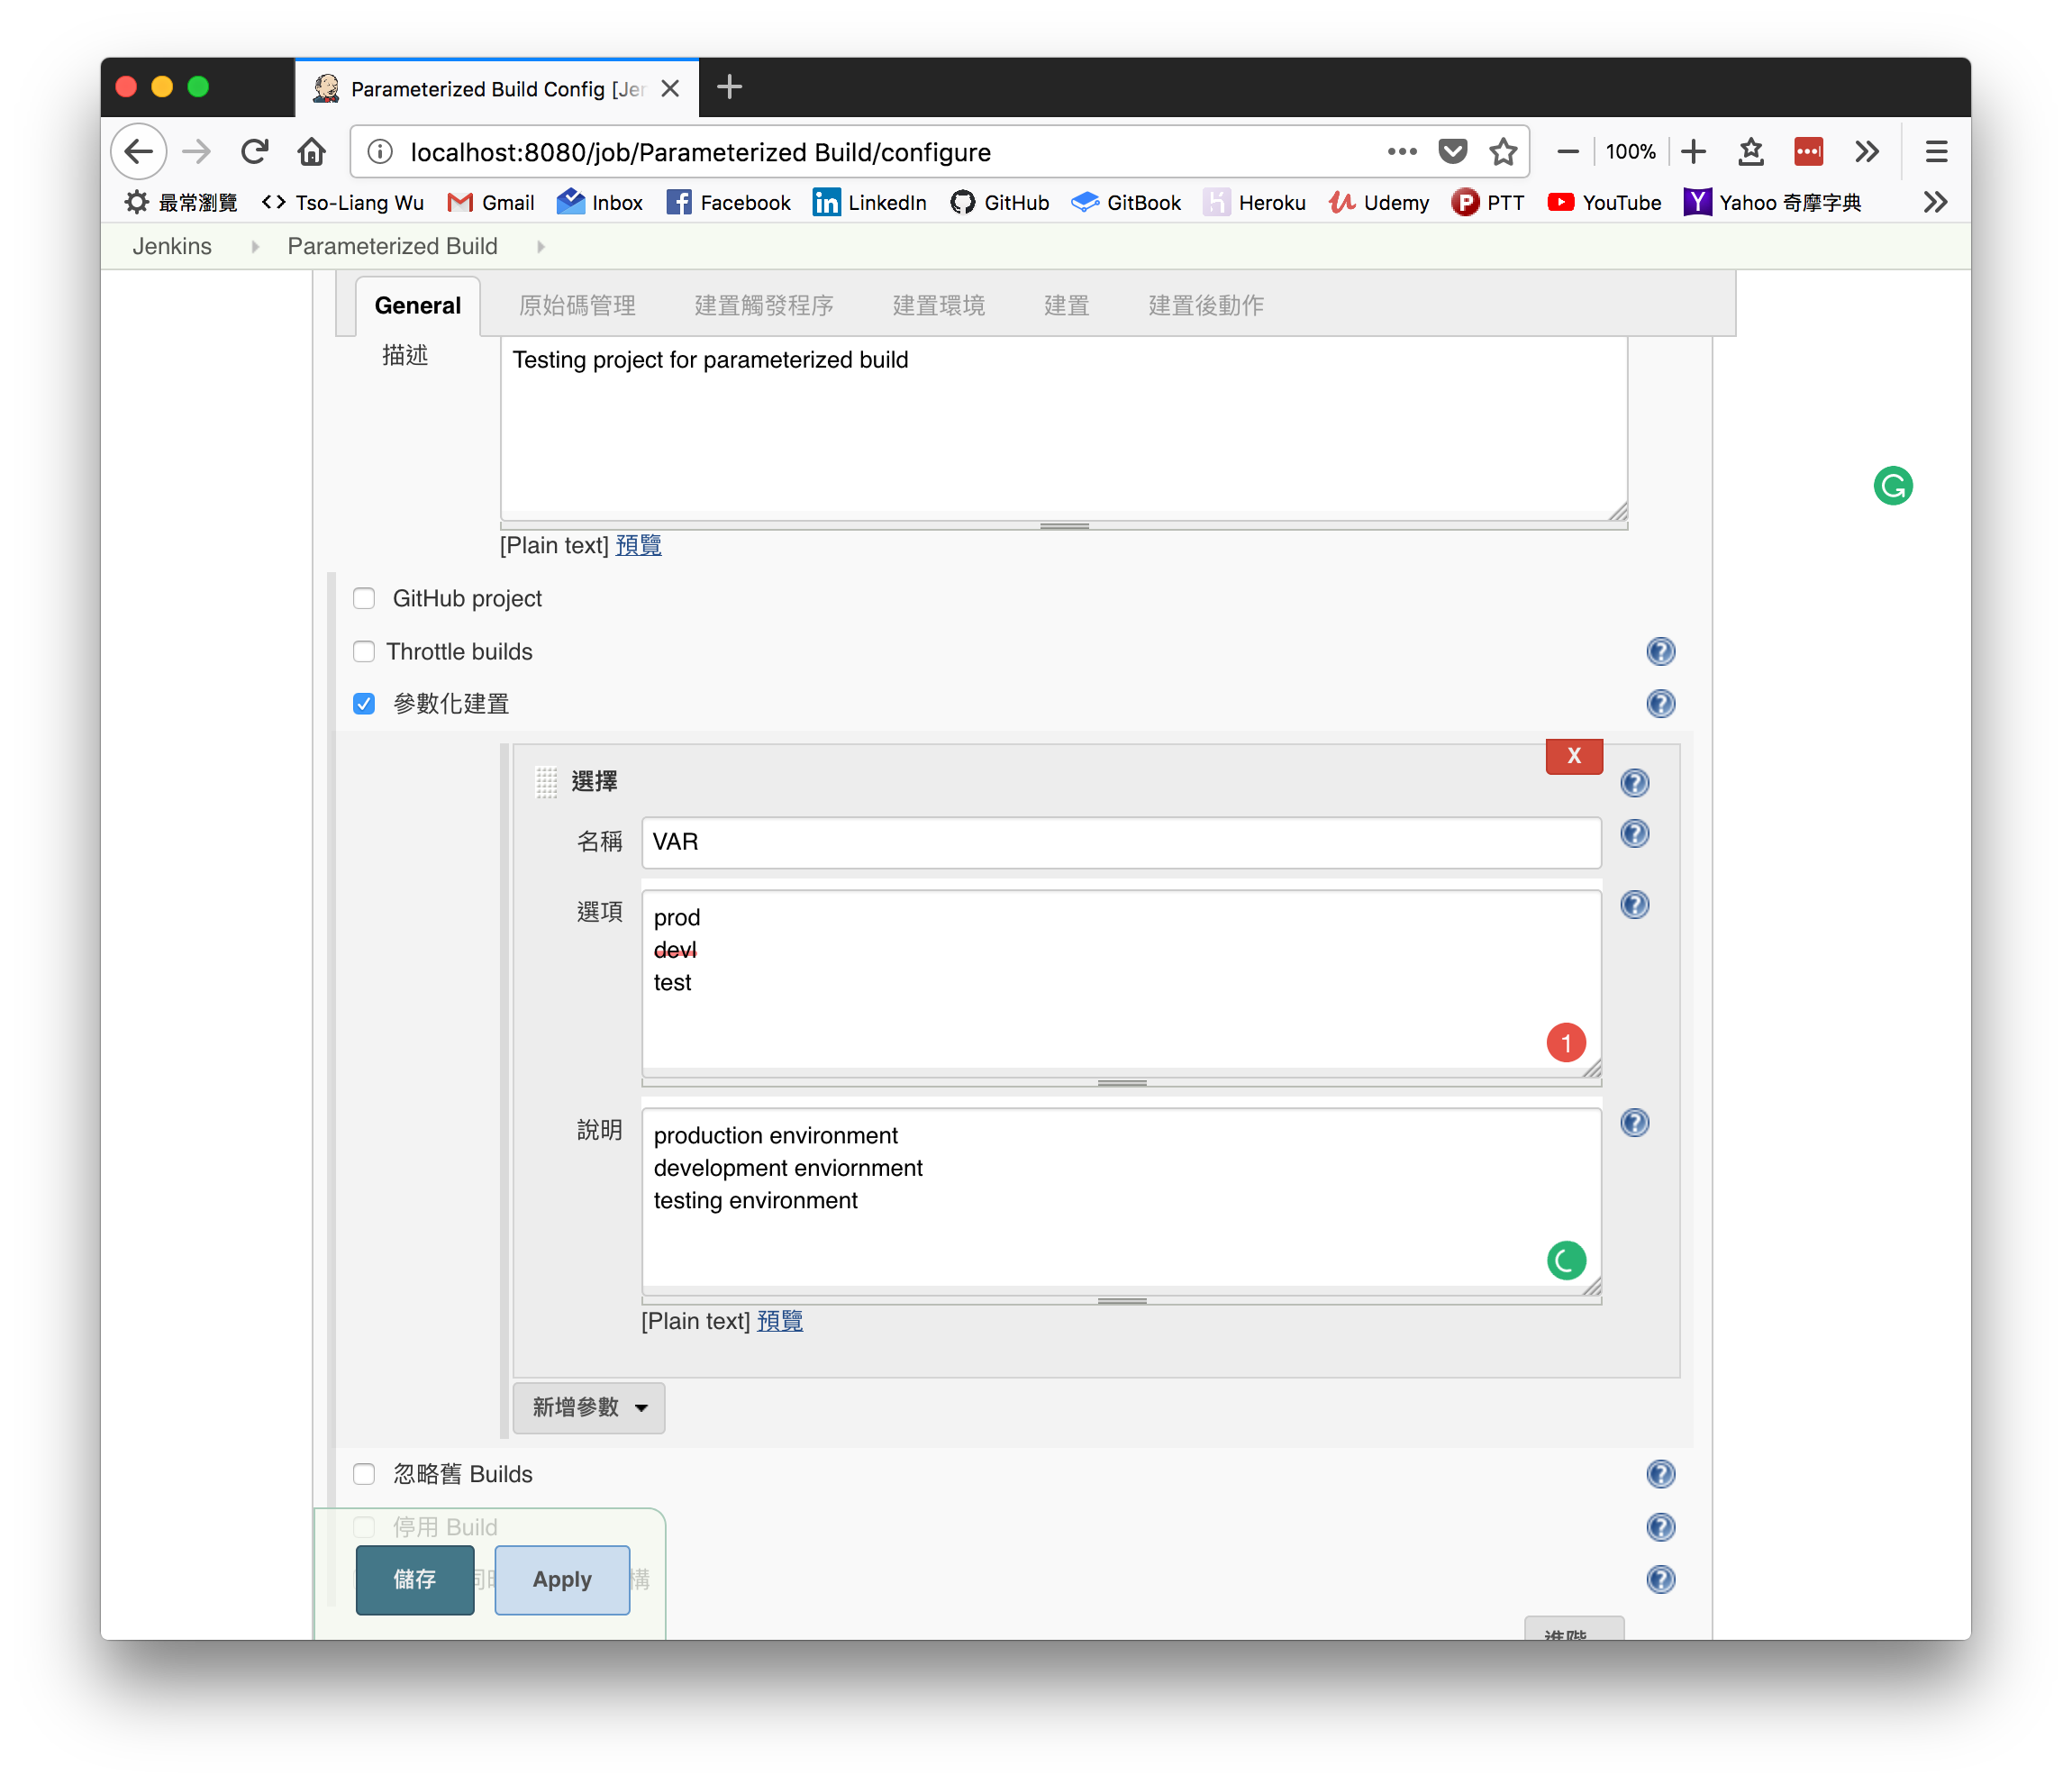 Parameterized Build Config [Jer
localhost:8080/job/Parameterized Build/configure
100%
最常瀏覽 Tso-Liang Wu Gmail Inbox Facebook LinkedIn GitHub GitBook Heroku Udemy PTT YouTube Yahoo 奇摩字典
Jenkins Parameterized Build
General 原始碼管理 建置觸發程序 建置環境 建置 建置後動作
描述 Testing project for parameterized build
[Plain text] 預覽
GitHub project
Throttle builds
參數化建置
X
選擇
名稱 VAR
選項 prod
devl
test
1
說明 production environment
development enviornment
testing environment
[Plain text] 預覽
新增參數
忽略舊 Builds
停用 Build
儲存 Apply 構
進階